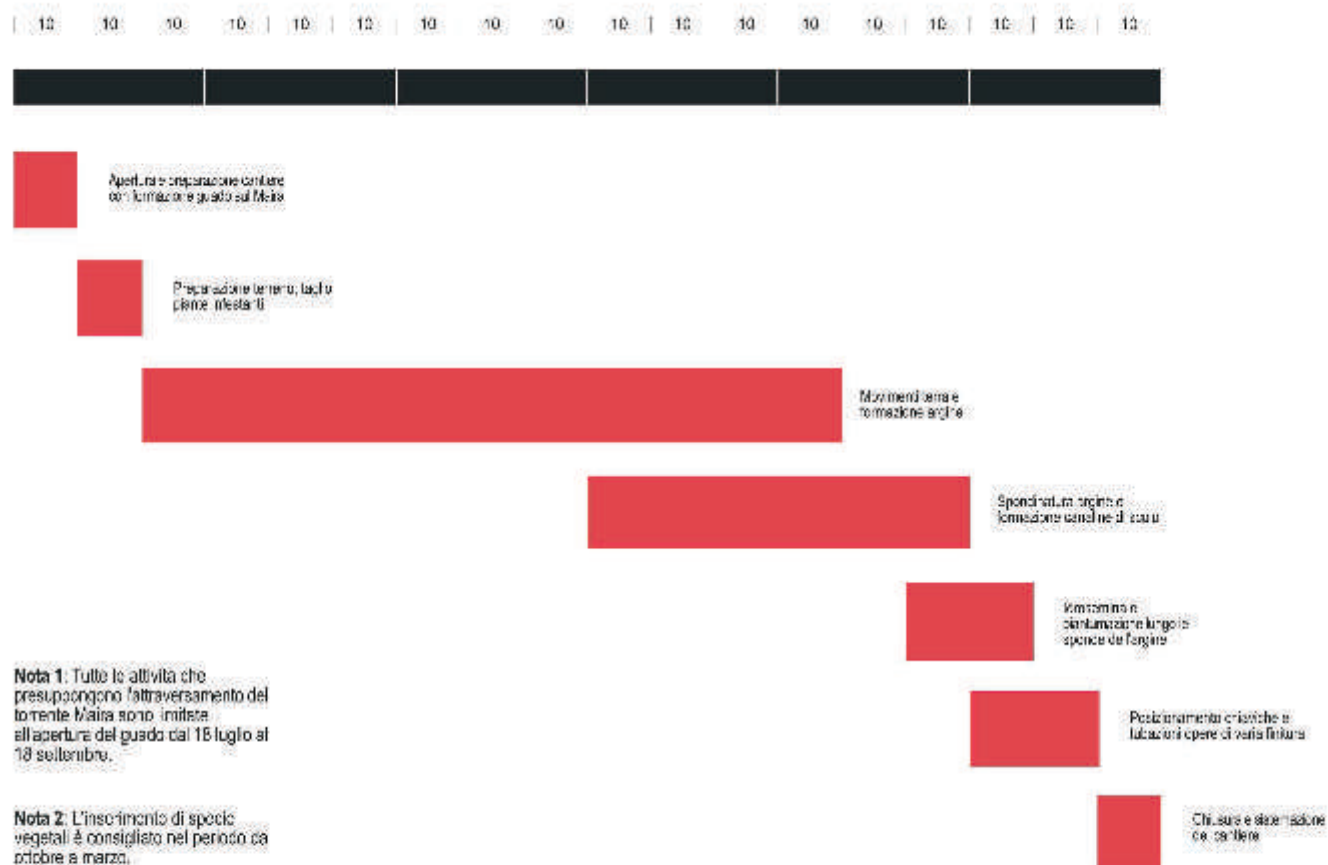 | 10 10 10 10 | 10 | 10 | 10 10 10 10 | 10 10 10 10 | 10 | 10 | 10 | 10
Apertura e preparazione cantiere
con formazione guado sul Maira
Preparazione terreno, taglio
piante infestanti
Movimenti terra e
formazione argine
Spondinatura argine e
formazione canaline di scolo
Idrosemina e
piantumazione lungo le
sponde dell'argine
Nota 1: Tutte le attività che
presuppongono l'attraversamento del
torrente Maira sono limitate
all'apertura del guado dal 18 luglio al
18 settembre.
Posizionamento chiaviche e
tubazioni opere di varia finitura
Nota 2: L'inserimento di specie
vegetali è consigliato nel periodo da
ottobre a marzo.
Chiusura e sistemazione
del cantiere